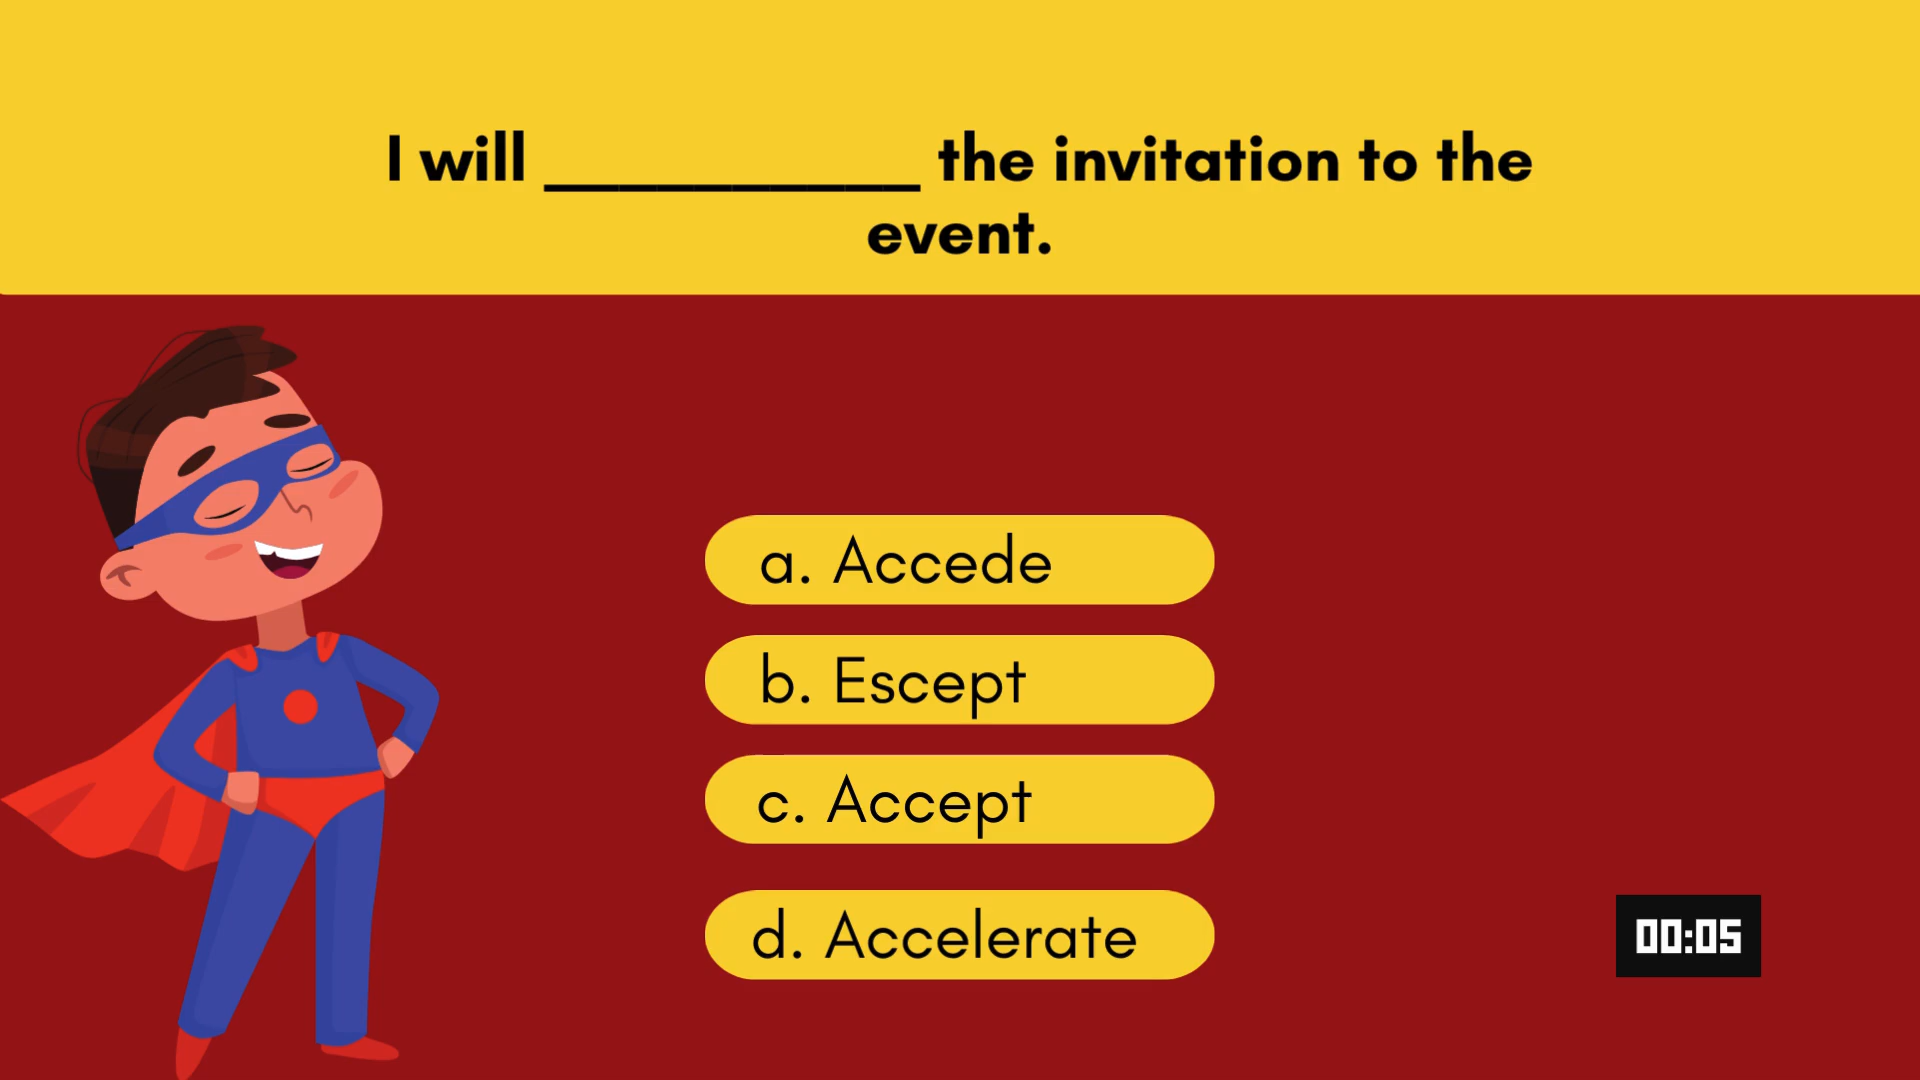 I will __________ the invitation to the
event.
a. Accede
b. Escept
c. Accept
d. Accelerate
00:05